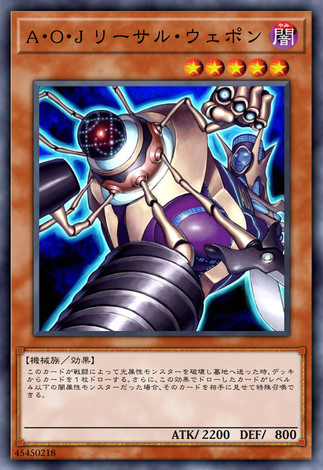 A・O・J リーサル・ウェポン
やみ
闇
【機械族／効果】
このカードが戦闘によって光属性モンスターを破壊し墓地へ送った時、デッキ
からカードを１枚ドローする。さらに、この効果でドローしたカードがレベル
４以下の闇属性モンスターだった場合、そのカードを相手に見せて特殊召喚で
きる。
ATK/ 2200 DEF/ 800
45450218